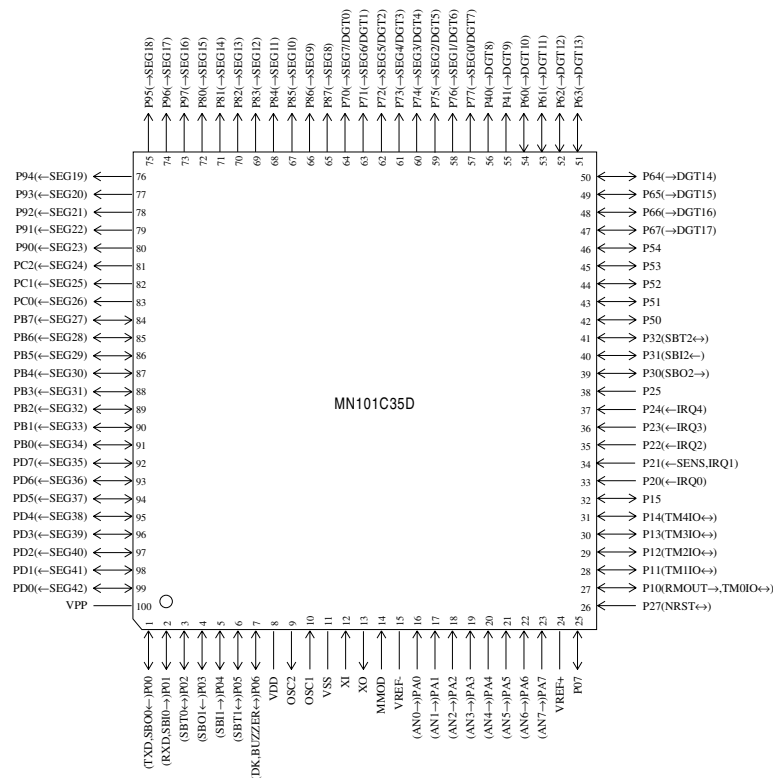 P95(→SEG18)
P96(→SEG17)
P97(→SEG16)
P80(→SEG15)
P81(→SEG14)
P82(→SEG13)
P83(→SEG12)
P84(→SEG11)
P85(→SEG10)
P86(→SEG9)
P87(→SEG8)
P70(→SEG7/DGT0)
P71(→SEG6/DGT1)
P72(→SEG5/DGT2)
P73(→SEG4/DGT3)
P74(→SEG3/DGT4)
P75(→SEG2/DGT5)
P76(→SEG1/DGT6)
P77(→SEG0/DGT7)
P40(→DGT8)
P41(→DGT9)
P60(→DGT10)
P61(→DGT11)
P62(→DGT12)
P63(→DGT13)
75 74 73 72 71 70 69 68 67 66 65 64 63 62 61 60 59 58 57 56 55 54 53 52 51
P94(←SEG19) 76 50 P64(→DGT14)
P93(←SEG20) 77 49 P65(→DGT15)
P92(←SEG21) 78 48 P66(→DGT16)
P91(←SEG22) 79 47 P67(→DGT17)
P90(←SEG23) 80 46 P54
PC2(←SEG24) 81 45 P53
PC1(←SEG25) 82 44 P52
PC0(←SEG26) 83 43 P51
PB7(←SEG27) 84 42 P50
PB6(←SEG28) 85 41 P32(SBT2↔)
PB5(←SEG29) 86 40 P31(SBI2←)
PB4(←SEG30) 87 39 P30(SBO2→)
PB3(←SEG31) 88 38 P25
MN101C35D
PB2(←SEG32) 89 37 P24(←IRQ4)
PB1(←SEG33) 90 36 P23(←IRQ3)
PB0(←SEG34) 91 35 P22(←IRQ2)
PD7(←SEG35) 92 34 P21(←SENS,IRQ1)
PD6(←SEG36) 93 33 P20(←IRQ0)
PD5(←SEG37) 94 32 P15
PD4(←SEG38) 95 31 P14(TM4IO↔)
PD3(←SEG39) 96 30 P13(TM3IO↔)
PD2(←SEG40) 97 29 P12(TM2IO↔)
PD1(←SEG41) 98 28 P11(TM1IO↔)
PD0(←SEG42) 99 27 P10(RMOUT→,TM0IO↔)
VPP 100 26 P27(NRST↔)
1 2 3 4 5 6 7 8 9 10 11 12 13 14 15 16 17 18 19 20 21 22 23 24 25
(TXD,SBO0←)P00
(RXD,SBI0→)P01
(SBT0↔)P02
(SBO1←)P03
(SBI1→)P04
(SBT1↔)P05
(DK,BUZZER←)P06
VDD
OSC2
OSC1
VSS
XI
XO
MMOD
VREF-
(AN0→)PA0
(AN1→)PA1
(AN2→)PA2
(AN3→)PA3
(AN4→)PA4
(AN5→)PA5
(AN6→)PA6
(AN7→)PA7
VREF+
P07